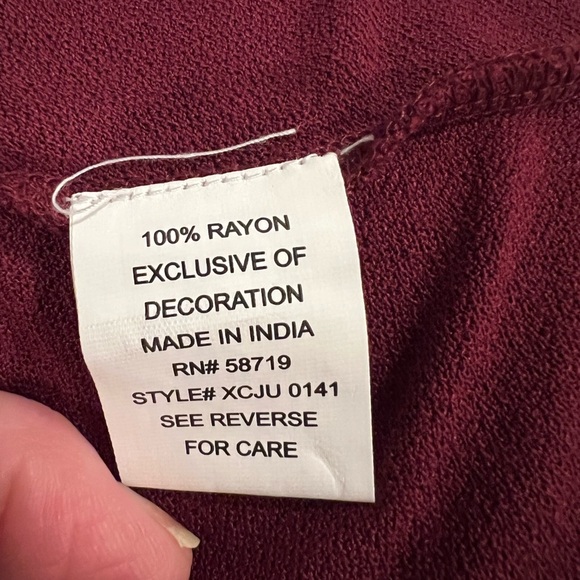 100% RAYON
EXCLUSIVE OF
DECORATION
MADE IN INDIA
RN# 58719
STYLE# XCJU 0141
SEE REVERSE
FOR CARE